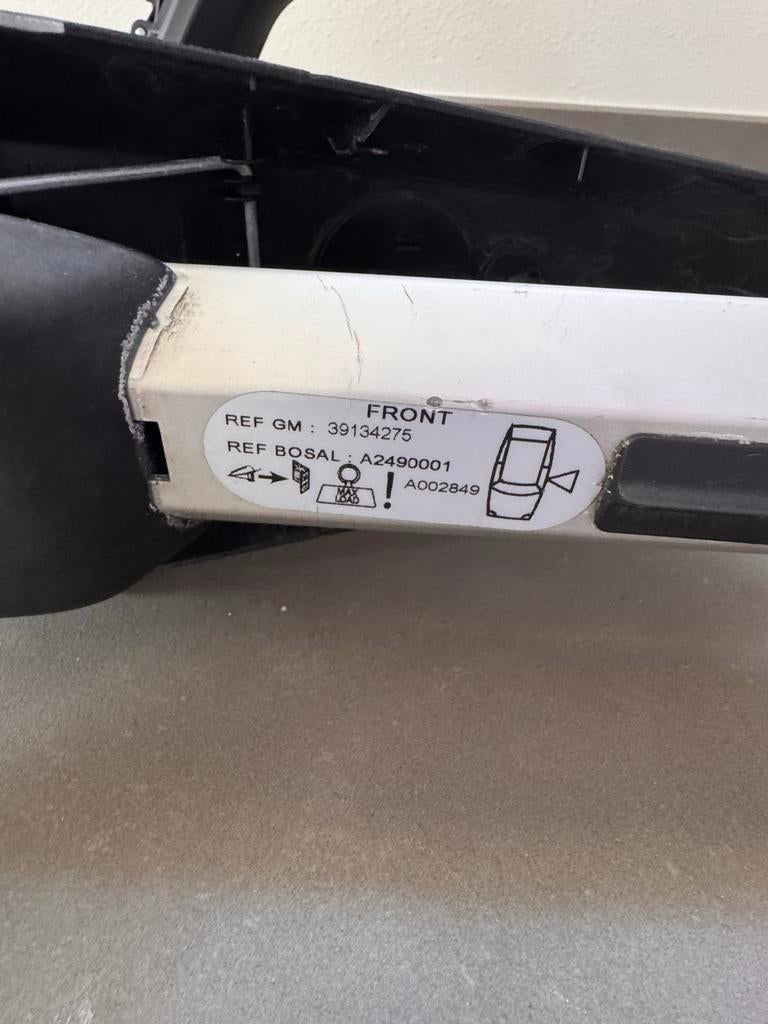 FRONT
REF GM : 39134275
REF BOSAL : A2490001
MAX
LOAD
! A002849